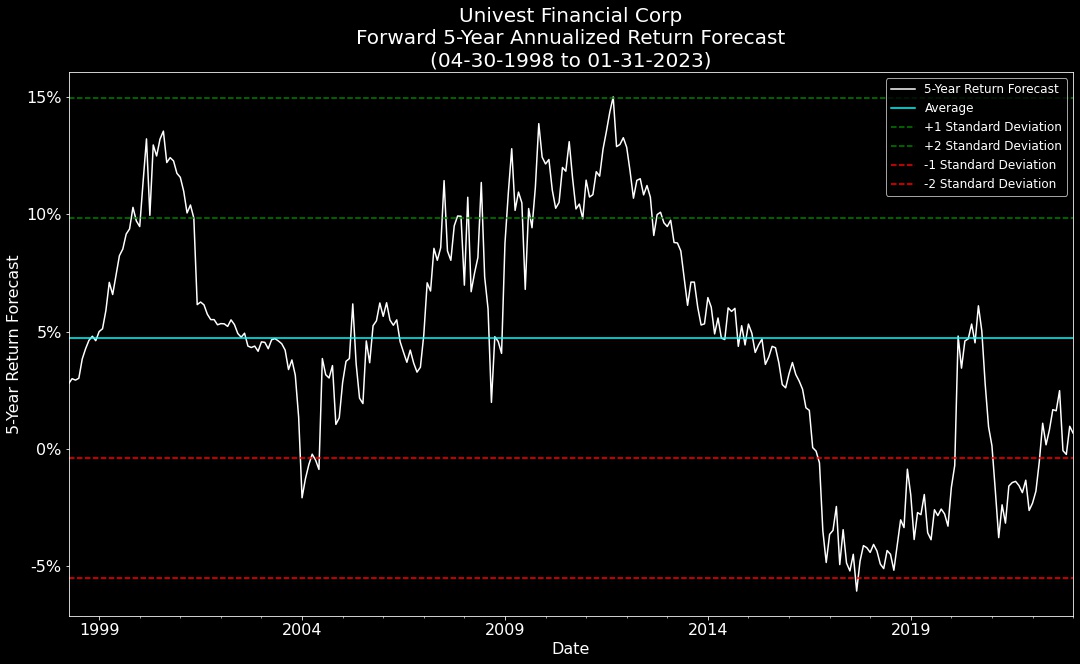 Univest Financial Corp
Forward 5-Year Annualized Return Forecast
(04-30-1998 to 01-31-2023)
5-Year Return Forecast
Average
+1 Standard Deviation
+2 Standard Deviation
-1 Standard Deviation
-2 Standard Deviation
5-Year Return Forecast
15%
10%
5%
0%
-5%
1999
2004
2009
2014
2019
Date